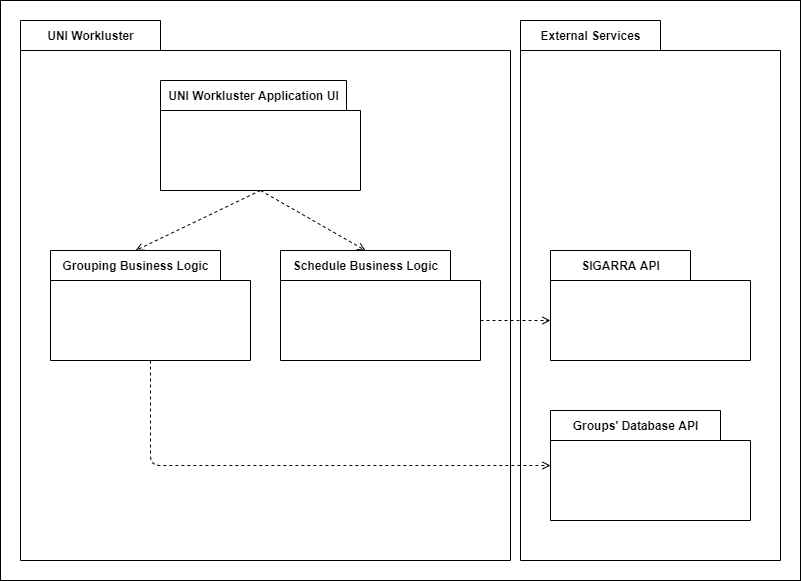 UNI Workluster
External Services
UNI Workluster Application UI
Grouping Business Logic
Schedule Business Logic
SIGARRA API
Groups' Database API